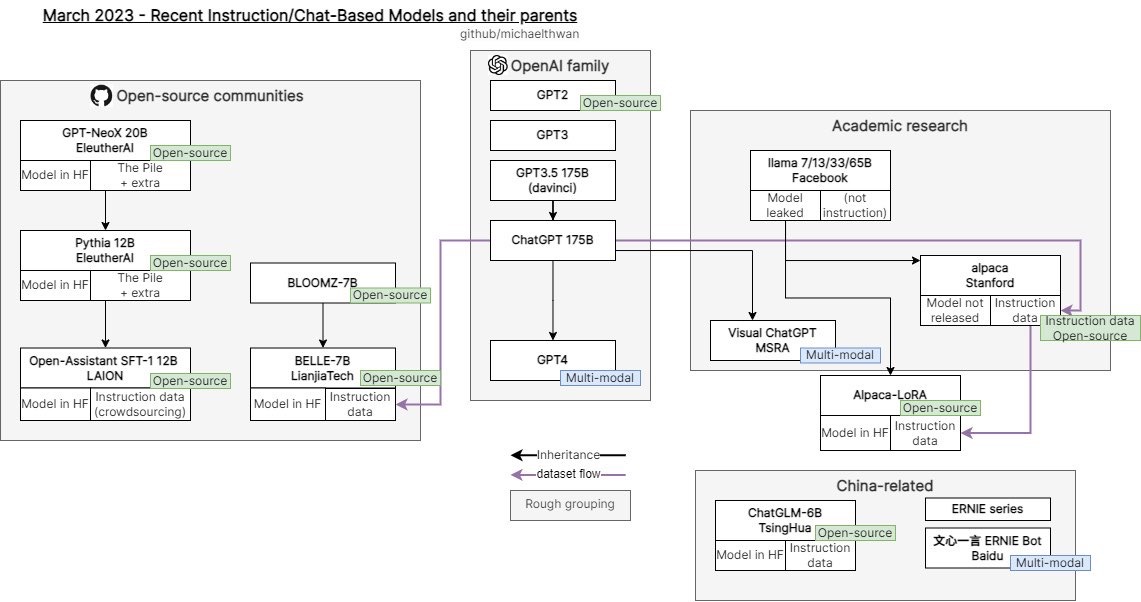 March 2023 - Recent Instruction/Chat-Based Models and their parents
github/michaelthwan
Open-source communities
GPT-NeoX 20B
EleutherAI
Open-source
Model in HF
The Pile
+ extra
Pythia 12B
EleutherAI
Open-source
Model in HF
The Pile
+ extra
Open-Assistant SFT-1 12B
LAION
Open-source
Model in HF
Instruction data
(crowdsourcing)
BLOOMZ-7B
Open-source
BELLE-7B
LianjiaTech
Open-source
Model in HF
Instruction
data
OpenAI family
GPT2
Open-source
GPT3
GPT3.5 175B
(davinci)
ChatGPT 175B
GPT4
Multi-modal
Academic research
llama 7/13/33/65B
Facebook
Model
leaked
(not
instruction)
alpaca
Stanford
Model not
released
Instruction
data
Instruction data
Open-source
Visual ChatGPT
MSRA
Multi-modal
Alpaca-LoRA
Open-source
Model in HF
Instruction
data
Inheritance
dataset flow
Rough grouping
China-related
ChatGLM-6B
TsingHua
Open-source
Model in HF
Instruction
data
ERNIE series
文心一言 ERNIE Bot
Baidu
Multi-modal